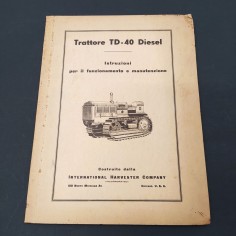 Trattore TD-40 Diesel
Istruzioni
per il funzionamento e manutenzione
Costruito dalla
INTERNATIONAL HARVESTER COMPANY
Chicago, U.S.A.